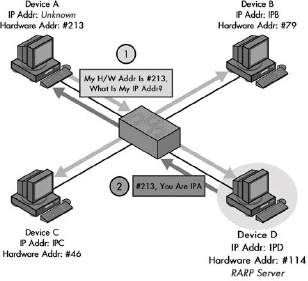 Device A
IP Addr: Unknown
Hardware Addr: #213
Device B
IP Addr: IPB
Hardware Addr: #79
1
My H/W Addr Is #213,
What Is My IP Addr?
2
#213, You Are IPA
Device C
IP Addr: IPC
Hardware Addr: #46
Device D
IP Addr: IPD
Hardware Addr: #114
RARP Server